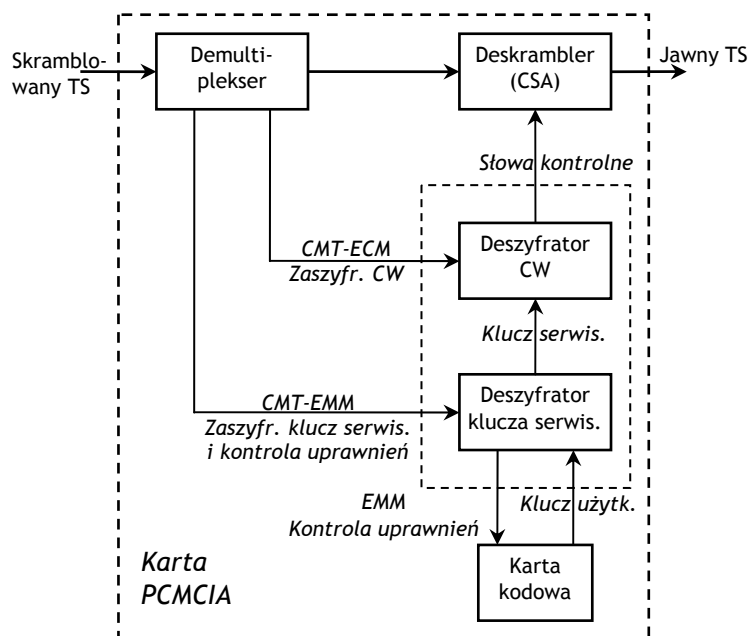 Skramblo-
wany TS
Demulti-
plekser
Deskrambler
(CSA)
Jawny TS
Słowa kontrolne
CMT-ECM
Zaszyfr. CW
Deszyfrator
CW
Klucz serwis.
CMT-EMM
Zaszyfr. klucz serwis.
i kontrola uprawnień
Deszyfrator
klucza serwis.
EMM
Kontrola uprawnień
Klucz użytk.
Karta
kodowa
Karta
PCMCIA